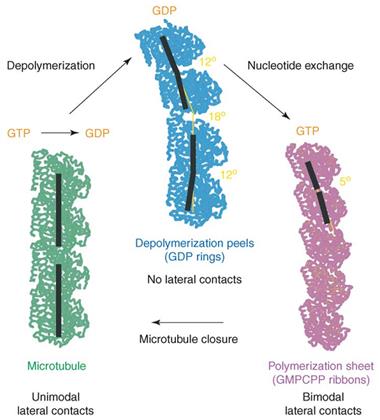 GDP
12°
Depolymerization
Nucleotide exchange
18°
GTP
GDP
GTP
12°
5°
Depolymerization peels
(GDP rings)
No lateral contacts
Microtubule closure
Microtubule
Polymerization sheet
(GMPCPP ribbons)
Unimodal
lateral contacts
Bimodal
lateral contacts